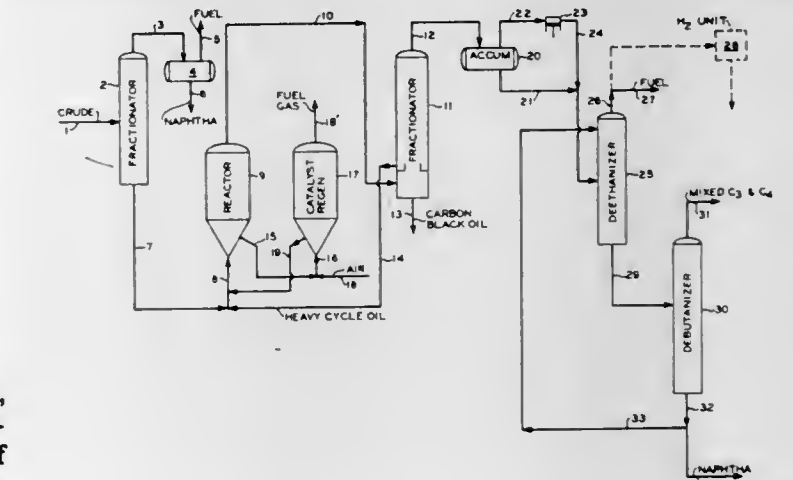 FUEL
3
5
2
4
6
NAPHTHA
CRUDE
1
FRACTIONATOR
7
10
REACTOR
9
FUEL
GAS
18'
CATALYST
REGEN
17
15
19
16
8
AIR
18
HEAVY CYCLE OIL
14
12
FRACTIONATOR
11
13
CARBON
BLACK OIL
22
23
ACCUM
20
24
21
H2 UNIT
28
26
FUEL
27
DEETHANIZER
25
29
MIXED C3 & C4
31
DEBUTANIZER
30
32
33
NAPHTHA
,
f